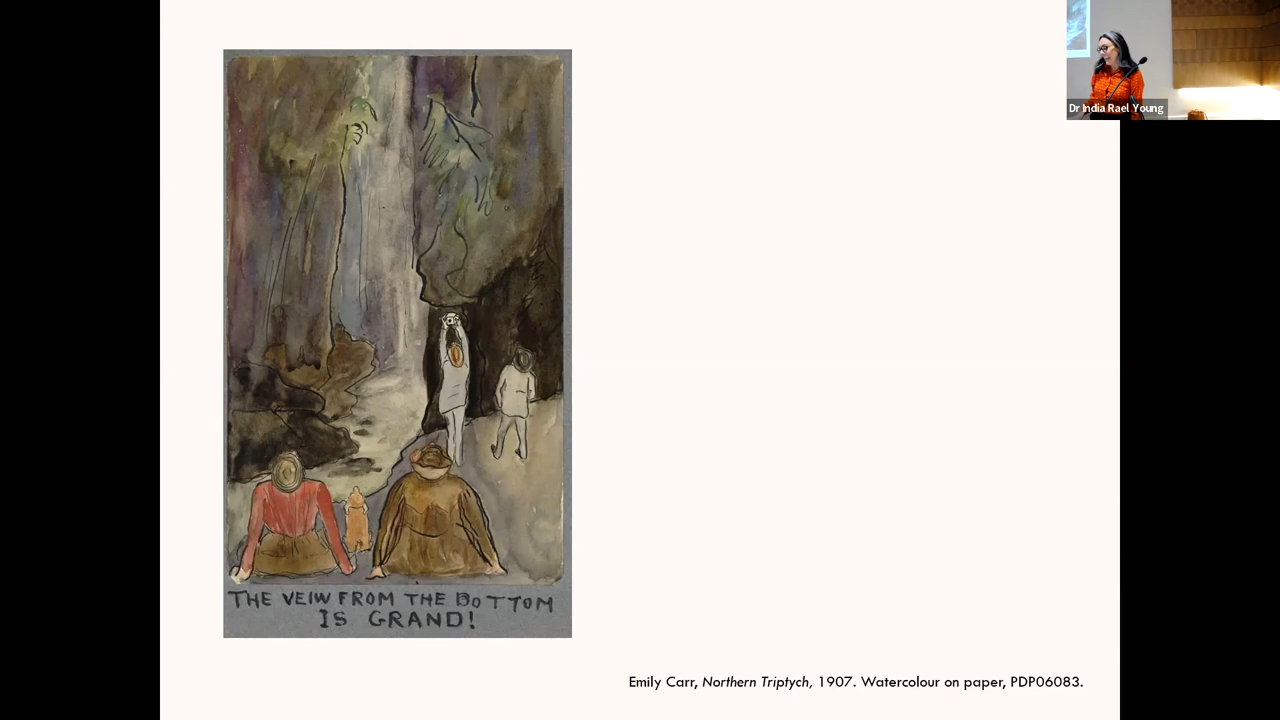 Dr India Rael Young
THE VEIW FROM THE BOTTOM
IS GRAND!
Emily Carr, Northern Triptych, 1907. Watercolour on paper, PDP06083.